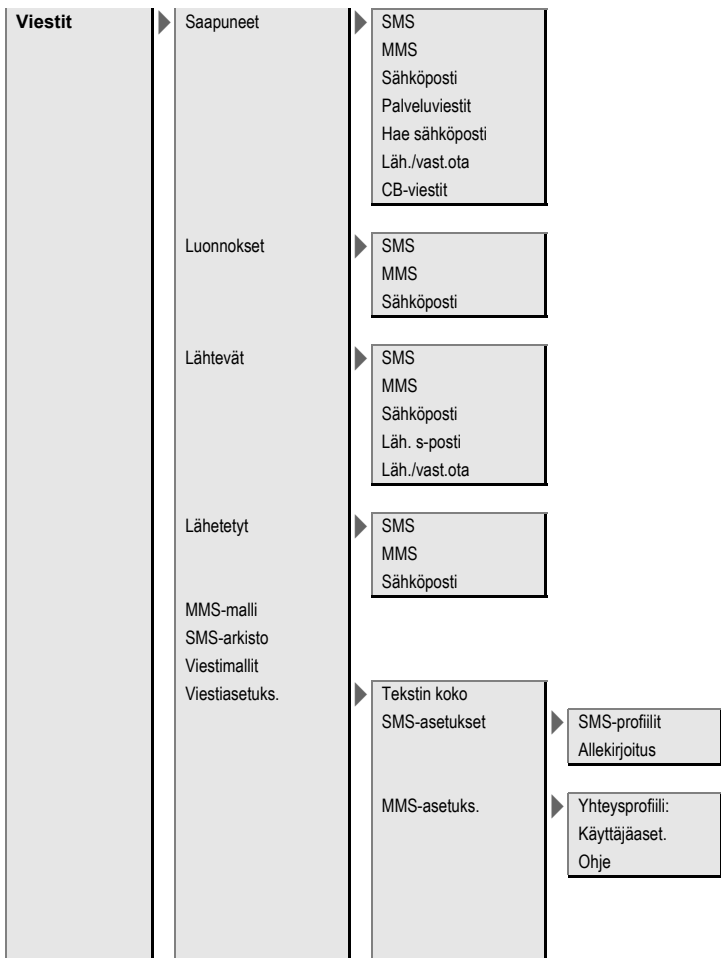 Viestit
Saapuneet
SMS
MMS
Sähköposti
Palveluviestit
Hae sähköposti
Läh./vast.ota
CB-viestit
Luonnokset
SMS
MMS
Sähköposti
Lähtevät
SMS
MMS
Sähköposti
Läh. s-posti
Läh./vast.ota
Lähetetyt
SMS
MMS
Sähköposti
MMS-malli
SMS-arkisto
Viestimallit
Viestiasetuks.
Tekstin koko
SMS-asetukset
SMS-profiilit
Allekirjoitus
MMS-asetuks.
Yhteysprofiili:
Käyttäjäaset.
Ohje